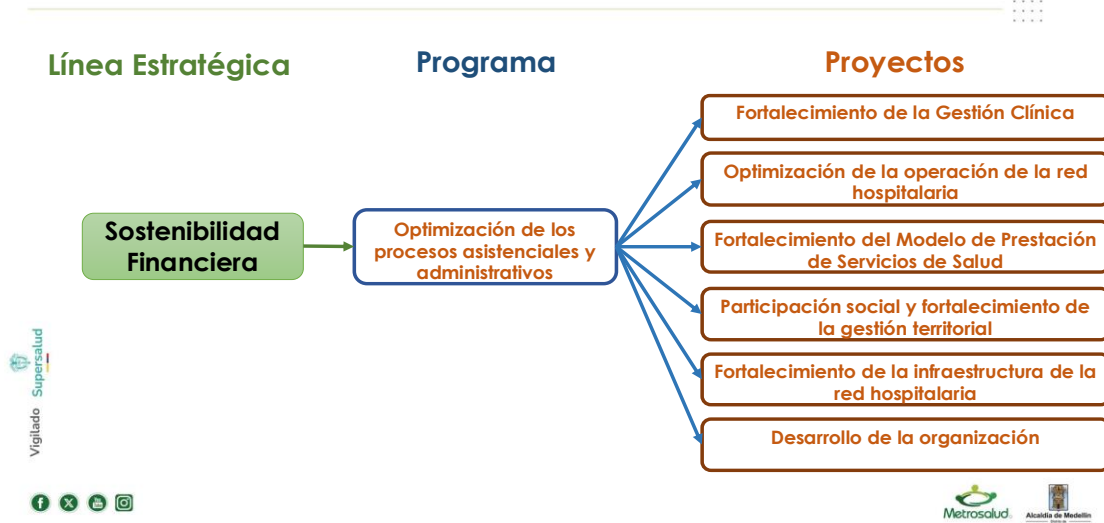 Línea Estratégica
Programa
Proyectos
Sostenibilidad
Financiera
Optimización de los
procesos asistenciales y
administrativos
Fortalecimiento de la Gestión Clínica
Optimización de la operación de la red
hospitalaria
Fortalecimiento del Modelo de Prestación
de Servicios de Salud
Participación social y fortalecimiento de
la gestión territorial
Fortalecimiento de la infraestructura de la
red hospitalaria
Desarrollo de la organización
Vigilado Supersalud
Metrosalud
Alcaldía de Medellín